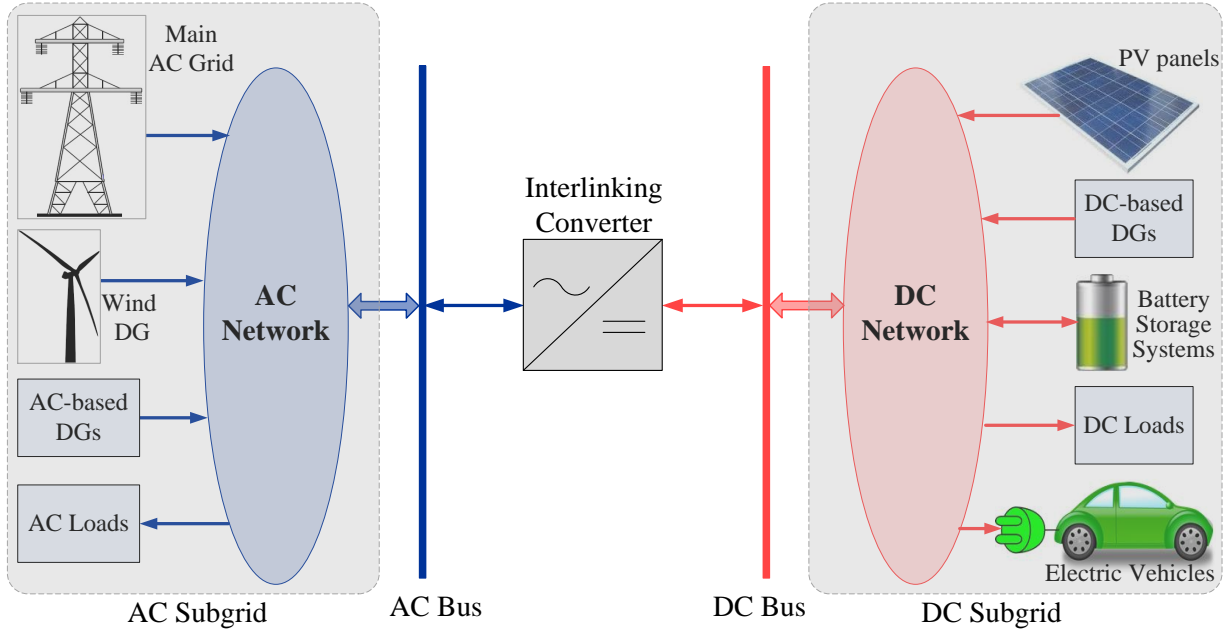 Main
AC Grid
Wind
DG
AC-based
DGs
AC Loads
AC
Network
AC Subgrid
AC Bus
Interlinking
Converter
DC Bus
DC
Network
PV panels
DC-based
DGs
Battery
Storage
Systems
DC Loads
Electric Vehicles
DC Subgrid